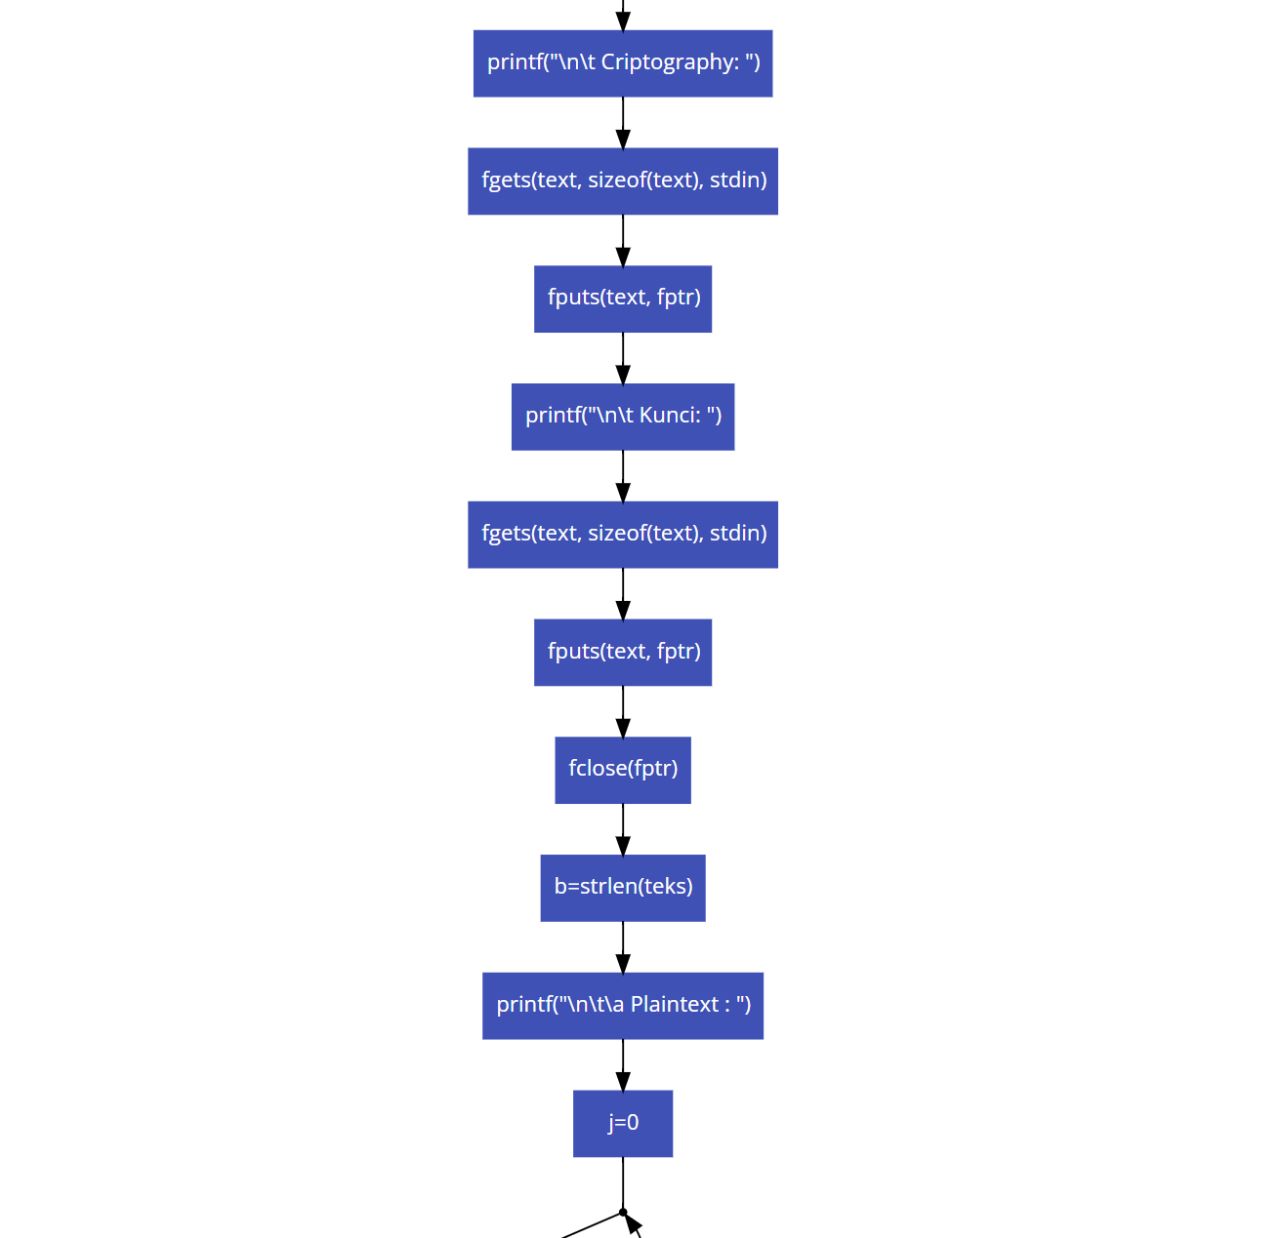 printf("\n\t Criptography: ")
fgets(text, sizeof(text), stdin)
fputs(text, fptr)
printf("\n\t Kunci: ")
fgets(text, sizeof(text), stdin)
fputs(text, fptr)
fclose(fptr)
b=strlen(teks)
printf("\n\t\a Plaintext : ")
j=0